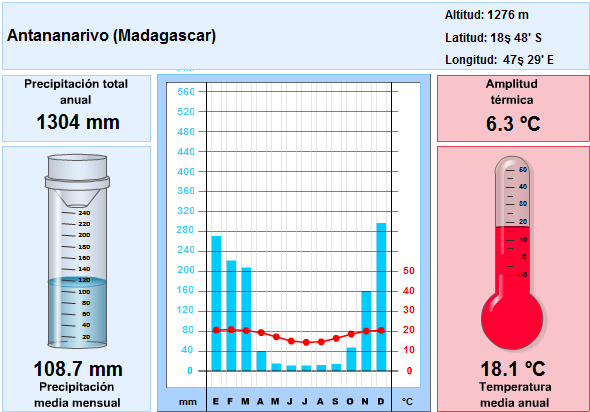 Antananarivo (Madagascar)
Altitud: 1276 m
Latitud: 18ş 48' S
Longitud: 47ş 29' E
Precipitación total
anual
1304 mm
240
220
200
180
160
140
120
100
80
60
40
20
108.7 mm
Precipitación
media mensual
560
520
480
440
400
360
320
280
240
200
160
120
80
40
0
50
40
30
20
10
0
mm E F M A M J J A S O N D ºC
Amplitud
térmica
6.3 ºC
50
40
30
20
10
0
-10
18.1 ºC
Temperatura
media anual